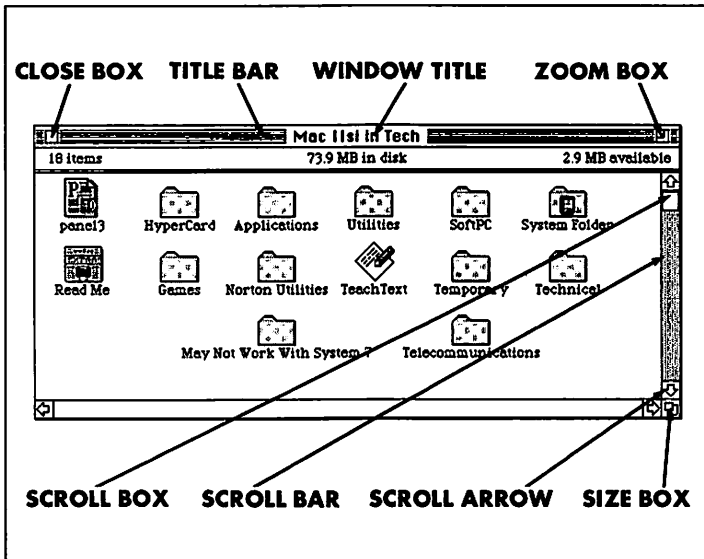 CLOSE BOX TITLE BAR WINDOW TITLE ZOOM BOX
Mac IIsi in Tech
18 items 73.9 MB in disk 2.9 MB available
panel3 HyperCard Applications Utilities SoftPC System Folder
Read Me Games Norton Utilities TeachText Temporary Technical
May Not Work With System 7 Telecommunications
SCROLL BOX SCROLL BAR SCROLL ARROW SIZE BOX